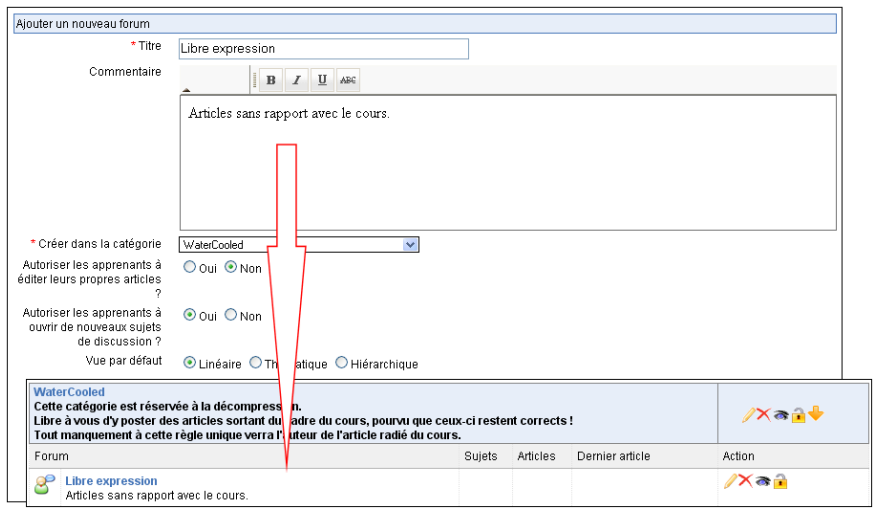 Ajouter un nouveau forum
* Titre
Libre expression
Commentaire
B I U ABC
Articles sans rapport avec le cours.
* Créer dans la catégorie
WaterCooled
Autoriser les apprenants à
éditer leurs propres articles
?
Oui Non
Autoriser les apprenants à
ouvrir de nouveaux sujets
de discussion ?
Oui Non
Vue par défaut
Linéaire Hiérarchique
WaterCooled
Cette catégorie est réservée à la décompression.
Libre à vous d'y poster des articles sortant du cadre du cours, pourvu que ceux-ci restent corrects !
Tout manquement à cette règle unique verra l'auteur de l'article radié du cours.
Forum Sujets Articles Dernier article Action
Libre expression
Articles sans rapport avec le cours.